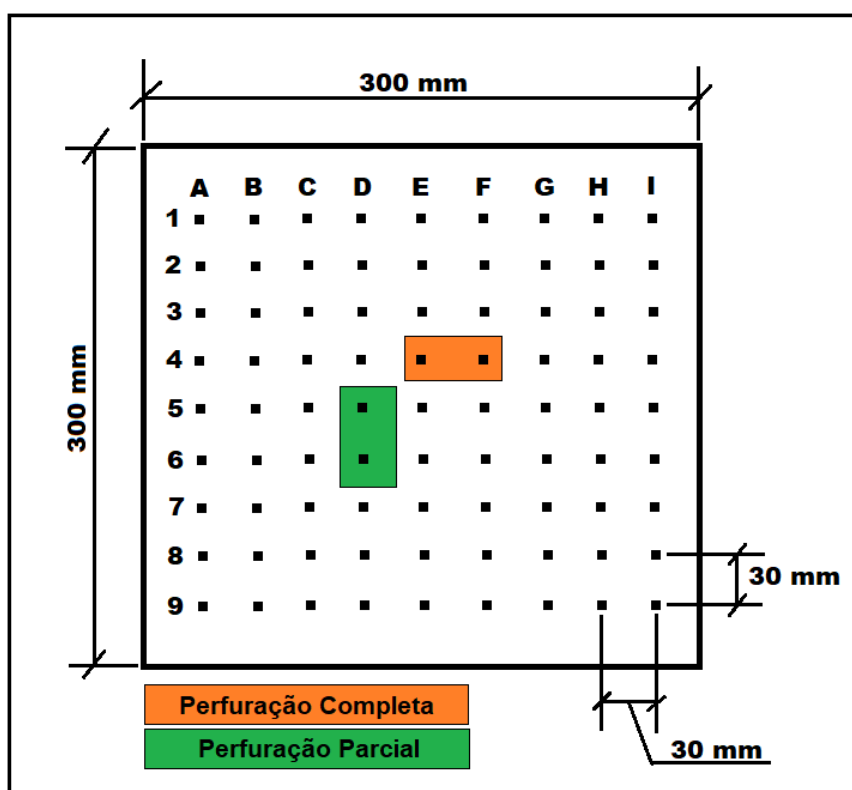 300 mm
300 mm
A B C D E F G H I
1
2
3
4
5
6
7
8
9
30 mm
30 mm
Perfuração Completa
Perfuração Parcial